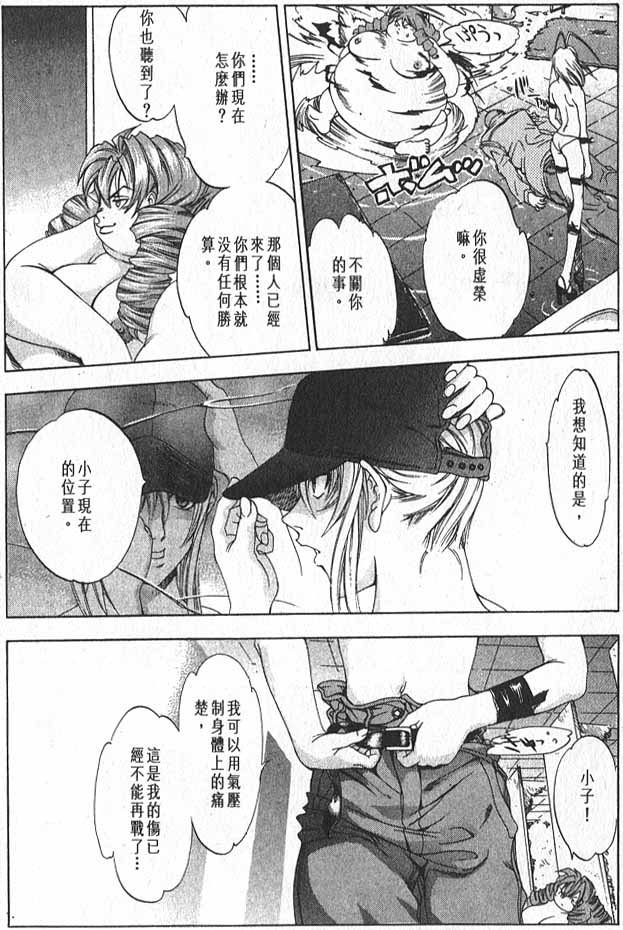 ぷうっ
ボムッ
你很虛榮
嘛。
不關你
的事。
……
你們現在
怎麼辦?
你也聽到了?
那個人已經
來了……
你們根本就
沒有任何勝
算。
我想知道的是,
小子現在
的位置。
小子!
我可以用氣壓
制身體上的痛
楚,
這是我的傷已
經不能再戰了…